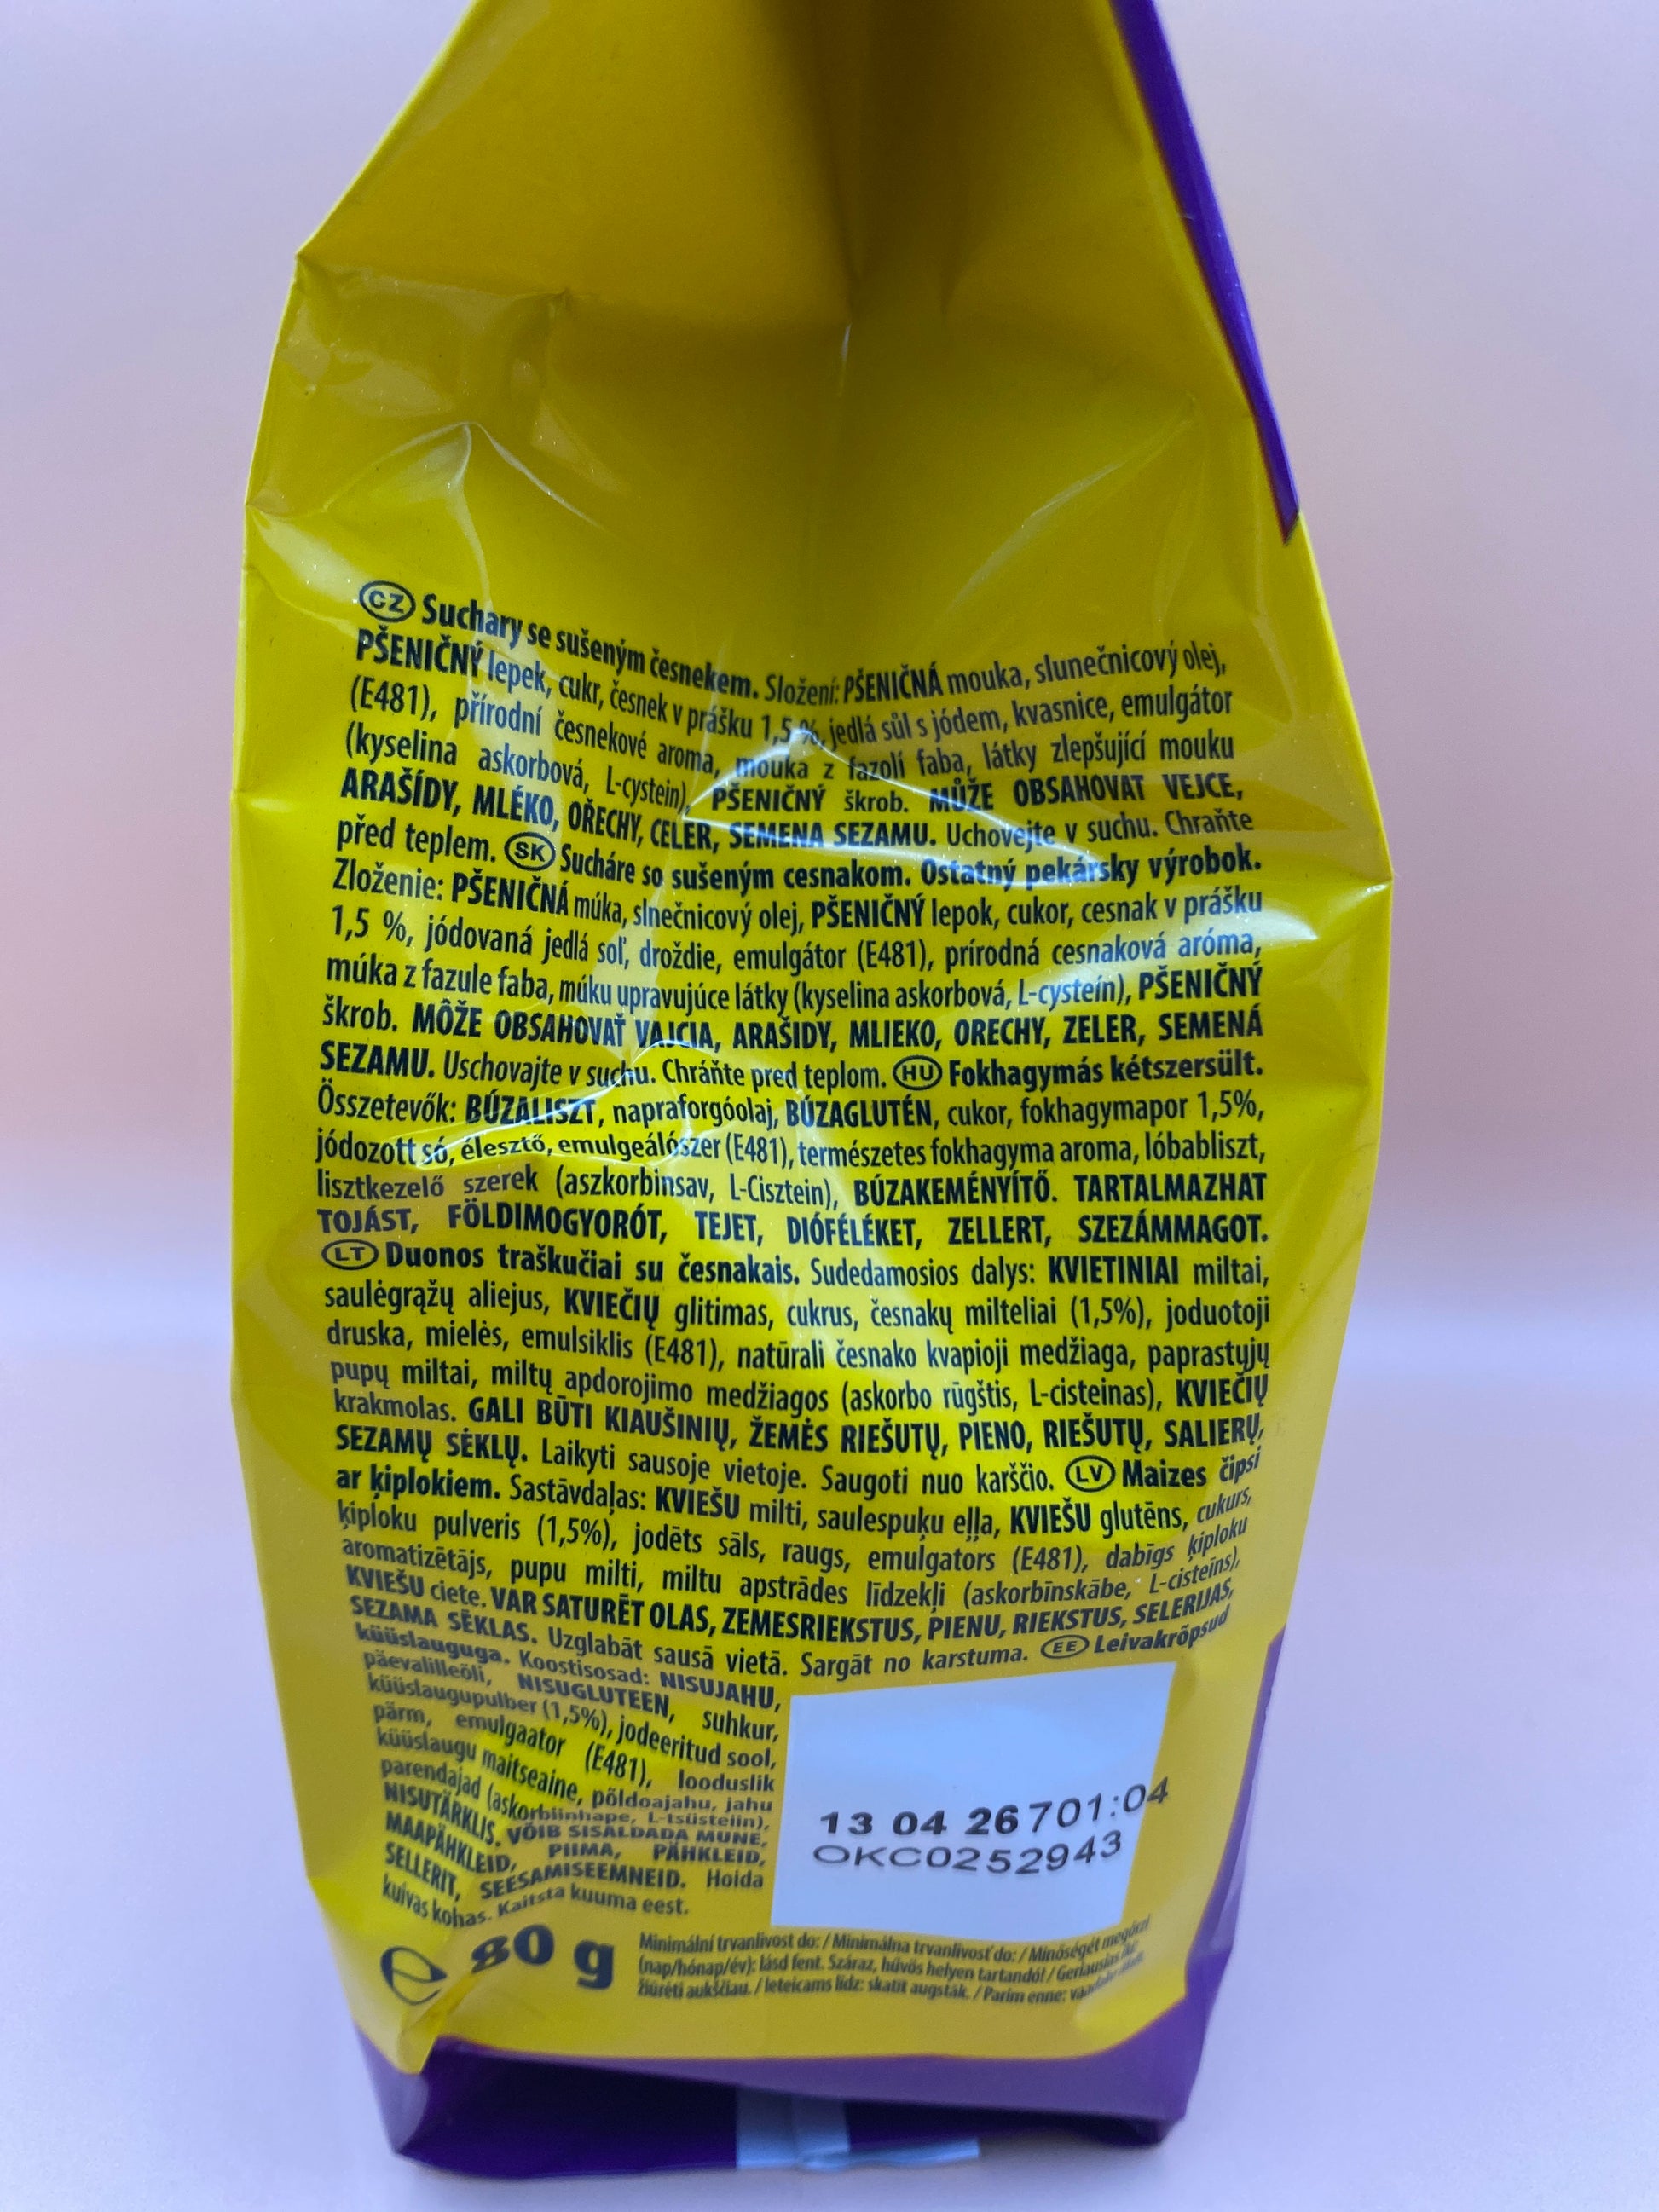 CZ Suchary se sušeným česnekem. Složení: PŠENIČNÁ mouka, slunečnicový olej,
PŠENIČNÝ lepek, cukr, česnek v prášku 1,5 %, jedlá sůl s jódem, kvasnice, emulgátor
(E481), přírodní česnekové aroma, mouka z fazolí faba, látky zlepšující mouku
(kyselina askorbová, L-cystein), PŠENIČNÝ škrob. MŮŽE OBSAHOVAT VEJCE,
ARAŠÍDY, MLÉKO, OŘECHY, CELER, SEMENA SEZAMU. Uchovejte v suchu. Chraňte
před teplem. SK Sucháre so sušeným cesnakom. Ostatný pekársky výrobok.
Zloženie: PŠENIČNÁ múka, slnečnicový olej, PŠENIČNÝ lepok, cukor, cesnak v prášku
1,5 %, jódovaná jedlá soľ, droždie, emulgátor (E481), prírodná cesnaková aróma,
múka z fazule faba, múku upravujúce látky (kyselina askorbová, L-cysteín), PŠENIČNÝ
škrob. MÔŽE OBSAHOVAŤ VAJCIA, ARAŠIDY, MLIEKO, ORECHY, ZELER, SEMENÁ
SEZAMU. Uschovajte v suchu. Chráňte pred teplom. HU Fokhagymás kétszersült.
Összetevők: BÚZALISZT, napraforgóolaj, BÚZAGLUTÉN, cukor, fokhagymapor 1,5%,
jódozott só, élesztő, emulgeálószer (E481), természetes fokhagyma aroma, lóbabliszt,
lisztkezelő szerek (aszkorbinsav, L-Cisztein), BÚZAKEMÉNYÍTŐ. TARTALMAZHAT
TOJÁST, FÖLDIMOGYORÓT, TEJET, DIÓFÉLÉKET, ZELLERT, SZEZÁMMAGOT.
LT Duonos traškučiai su česnakais. Sudedamosios dalys: KVIETINIAI miltai,
saulėgrąžų aliejus, KVIEČIŲ glitimas, cukrus, česnakų milteliai (1,5%), joduotoji
druska, mielės, emulsiklis (E481), natūrali česnako kvapioji medžiaga, paprastųjų
pupų miltai, miltų apdorojimo medžiagos (askorbo rūgštis, L-cisteinas), KVIEČIŲ
krakmolas. GALI BŪTI KIAUŠINIŲ, ŽEMĖS RIEŠUTŲ, PIENO, RIEŠUTŲ, SALIERŲ,
SEZAMŲ SĖKLŲ. Laikyti sausoje vietoje. Saugoti nuo karščio. LV Maizes čipsi
ar ķiplokiem. Sastāvdaļas: KVIEŠU milti, saulespuķu eļļa, KVIEŠU glutēns, cukurs,
ķiploku pulveris (1,5%), jodēts sāls, raugs, emulgators (E481), dabīgs ķiploku
aromatizētājs, pupu milti, miltu apstrādes līdzekļi (askorbīnskābe, L-cisteīns),
KVIEŠU ciete. VAR SATURĒT OLAS, ZEMESRIEKSTUS, PIENU, RIEKSTUS, SELERIJAS,
SEZAMA SĒKLAS. Uzglabāt sausā vietā. Sargāt no karstuma. EE Leivakrõpsud
küüslauguga. Koostisosad: NISUJAHU,
päevalilleõli, NISUGLUTEEN, suhkur,
küüslaugupulber (1,5%), jodeeritud sool,
pärm, emulgaator (E481), looduslik
küüslaugu maitseaine, põldoajahu, jahu
parendajad (askorbiinhape, L-tsüsteiin),
NISUTÄRKLIS. VÕIB SISALDADA MUNE,
MAAPÄHKLEID, PIIMA, PÄHKLEID,
SELLERIT, SEESAMISEEMNEID. Hoida
kuivas kohas. Kaitsta kuuma eest.
13 04 26701:04
OKC0252943
e 80 g
Minimální trvanlivost do: / Minimálna trvanlivosť do: / Minőségét megőrzi
(nap/hónap/év): lásd fent. Száraz, hűvös helyen tartandó! / Geriausias iki:
žiūrėti aukščiau. / Ieteicams līdz: skatīt augstāk. / Parim enne: